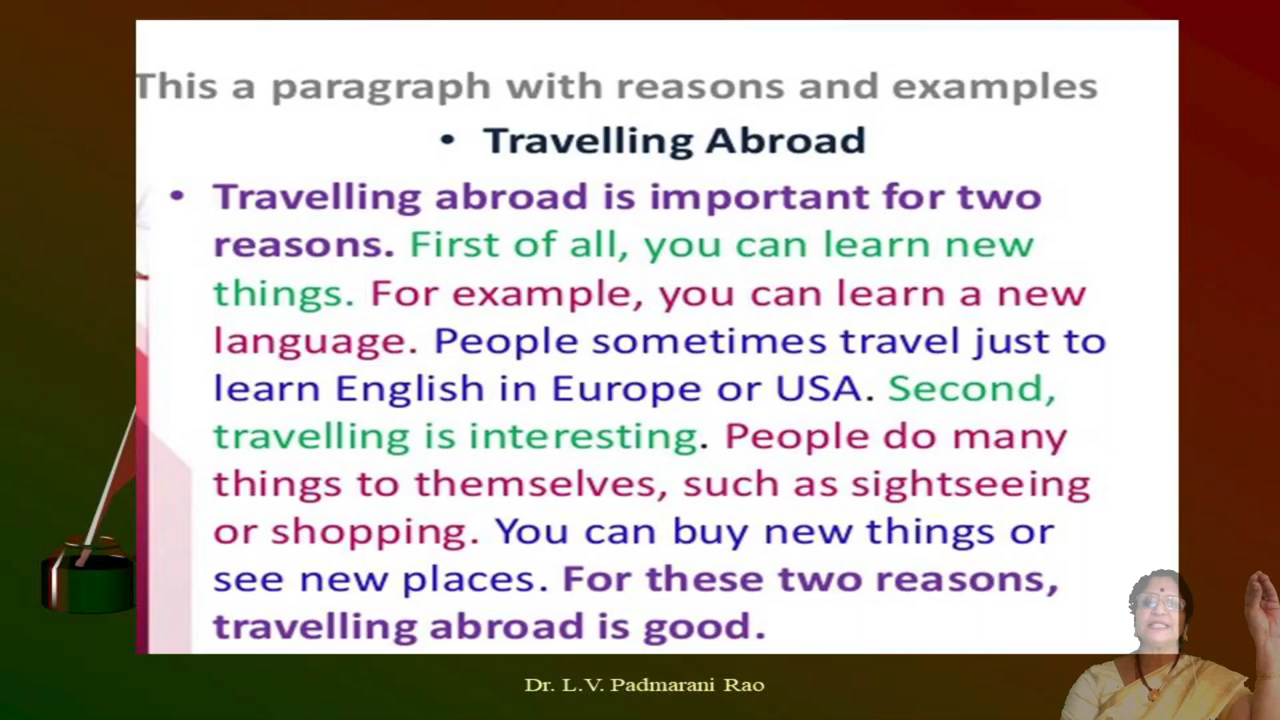 This a paragraph with reasons and examples
• Travelling Abroad
• Travelling abroad is important for two
reasons. First of all, you can learn new
things. For example, you can learn a new
language. People sometimes travel just to
learn English in Europe or USA. Second,
travelling is interesting. People do many
things to themselves, such as sightseeing
or shopping. You can buy new things or
see new places. For these two reasons,
travelling abroad is good.
Dr. L.V. Padmarani Rao